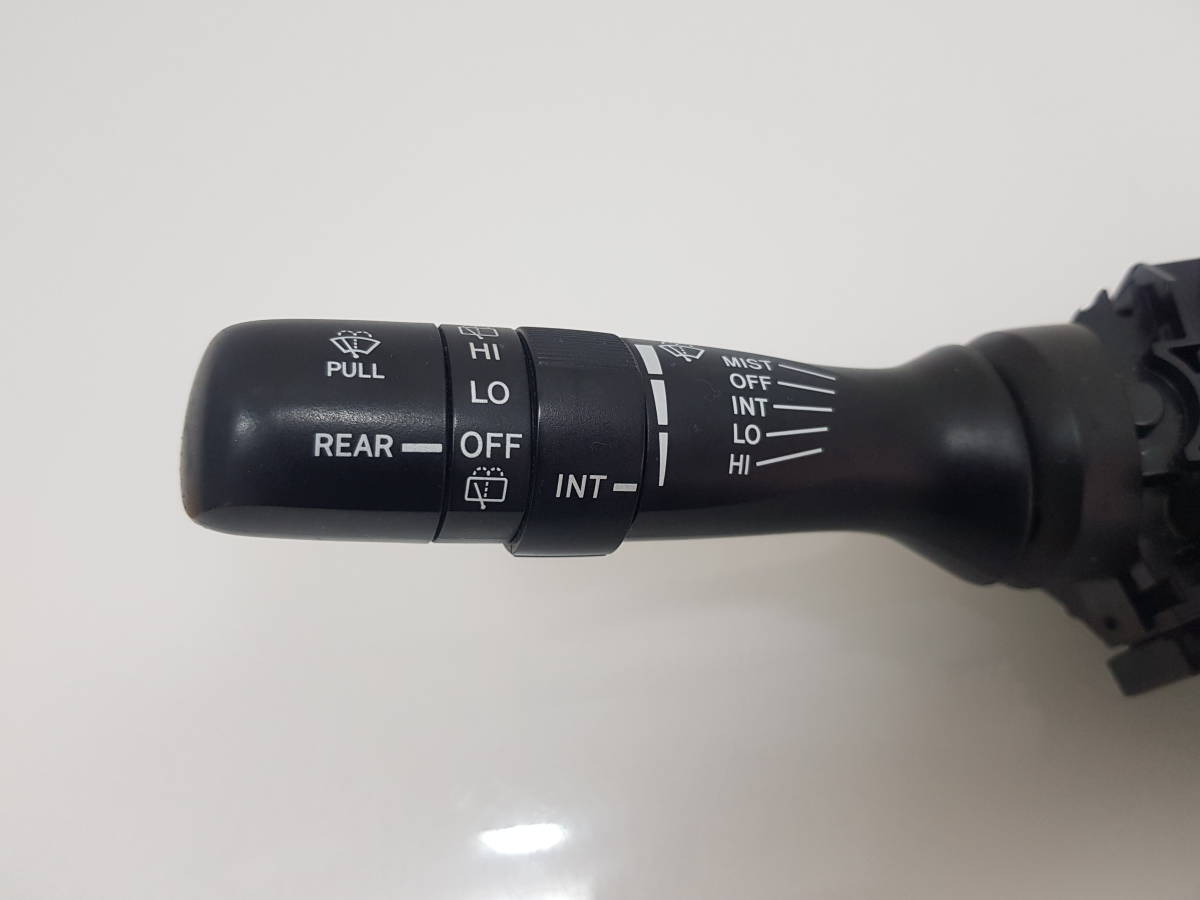 PULL
REAR
HI
LO
OFF
INT
MIST
OFF
INT
LO
HI